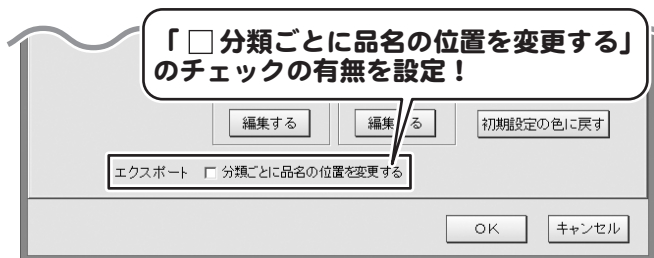 「□分類ごとに品名の位置を変更する」
のチェックの有無を設定！
編集する 編集する 初期設定の色に戻す
エクスポート □ 分類ごとに品名の位置を変更する
OK キャンセル